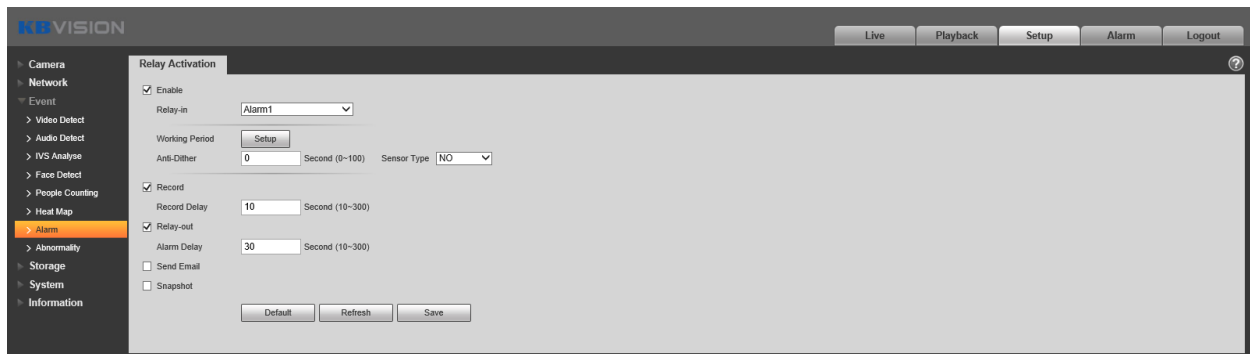 KBVISION
Live Playback Setup Alarm Logout
Camera
Network
Event
> Video Detect
> Audio Detect
> IVS Analyse
> Face Detect
> People Counting
> Heat Map
> Alarm
> Abnormality
Storage
System
Information
Relay Activation ?
Enable
Relay-in Alarm1
Working Period Setup
Anti-Dither 0 Second (0~100) Sensor Type NO
Record
Record Delay 10 Second (10~300)
Relay-out
Alarm Delay 30 Second (10~300)
Send Email
Snapshot
Default Refresh Save